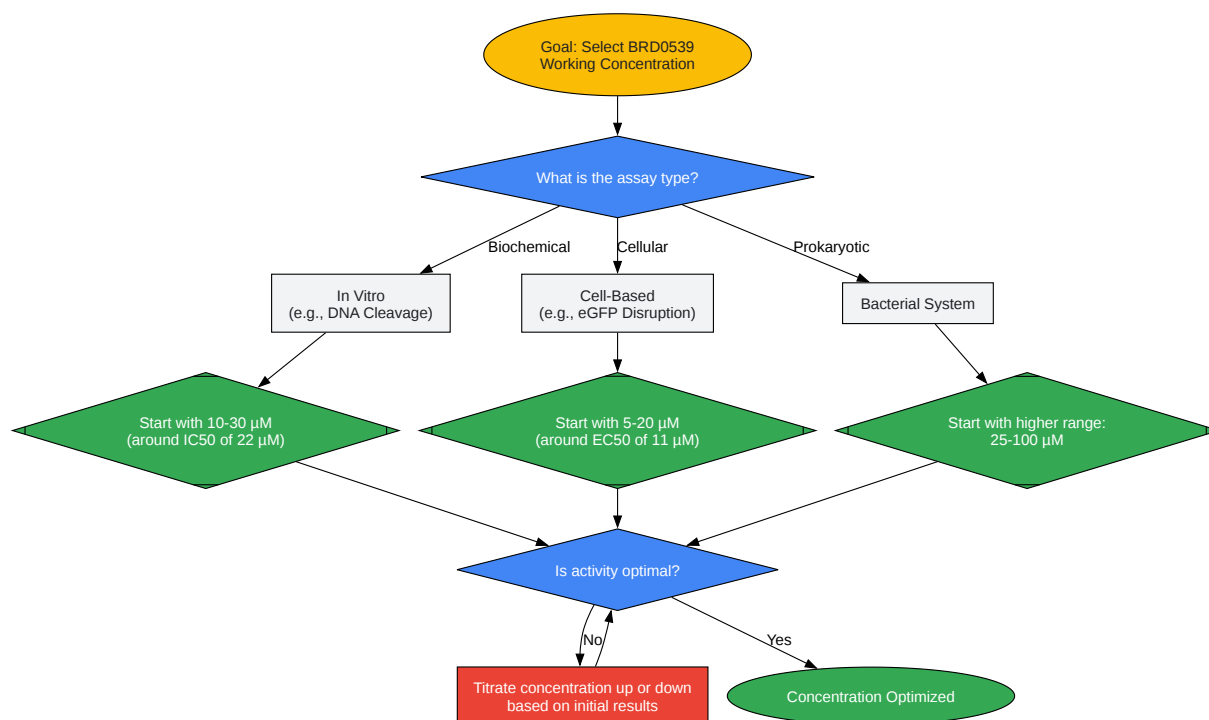 Goal: Select BRD0539
Working Concentration
What is the assay type?
Biochemical
Cellular
Prokaryotic
In Vitro
(e.g., DNA Cleavage)
Cell-Based
(e.g., eGFP Disruption)
Bacterial System
Start with 10-30 µM
(around IC50 of 22 µM)
Start with 5-20 µM
(around EC50 of 11 µM)
Start with higher range:
25-100 µM
Is activity optimal?
No
Yes
Titrate concentration up or down
based on initial results
Concentration Optimized